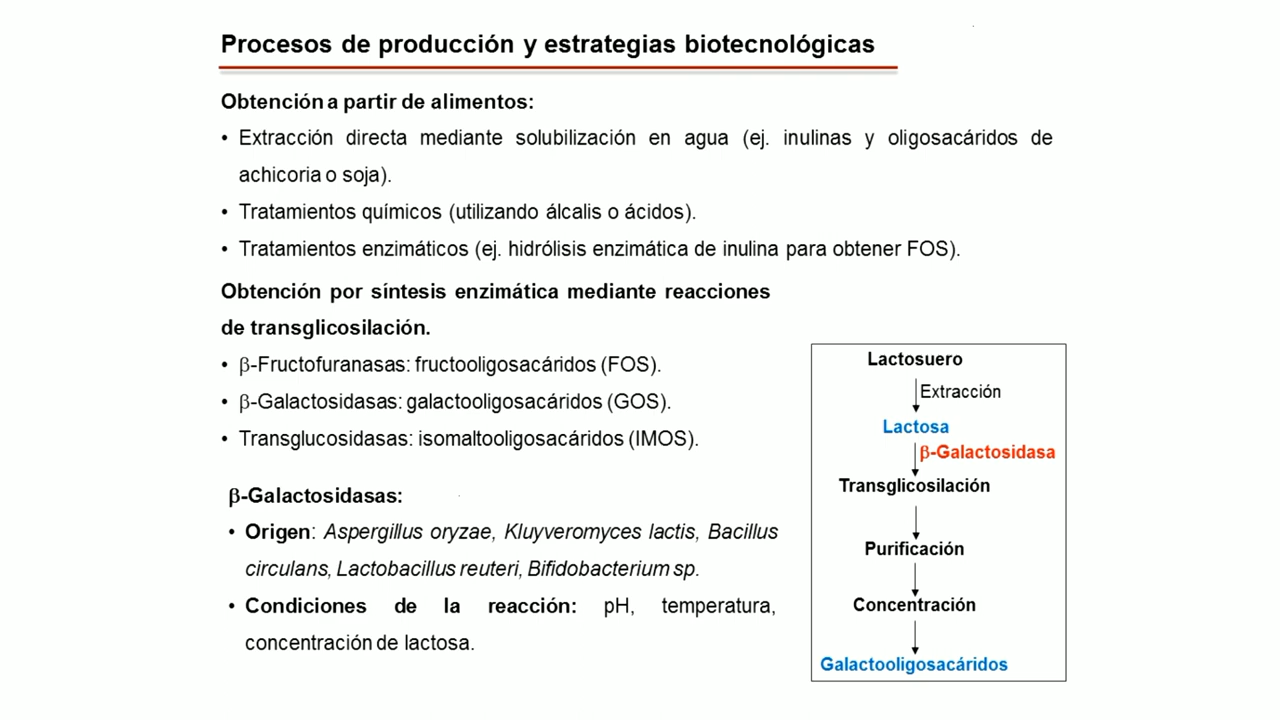 Procesos de producción y estrategias biotecnológicas
Obtención a partir de alimentos:
• Extracción directa mediante solubilización en agua (ej. inulinas y oligosacáridos de
achicoria o soja).
• Tratamientos químicos (utilizando álcalis o ácidos).
• Tratamientos enzimáticos (ej. hidrólisis enzimática de inulina para obtener FOS).
Obtención por síntesis enzimática mediante reacciones
de transglicosilación.
• β-Fructofuranasas: fructooligosacáridos (FOS).
• β-Galactosidasas: galactooligosacáridos (GOS).
• Transglucosidasas: isomaltooligosacáridos (IMOS).
β-Galactosidasas:
• Origen: Aspergillus oryzae, Kluyveromyces lactis, Bacillus
circulans, Lactobacillus reuteri, Bifidobacterium sp.
• Condiciones de la reacción: pH, temperatura,
concentración de lactosa.
Lactosuero
Extracción
Lactosa
β-Galactosidasa
Transglicosilación
Purificación
Concentración
Galactooligosacáridos